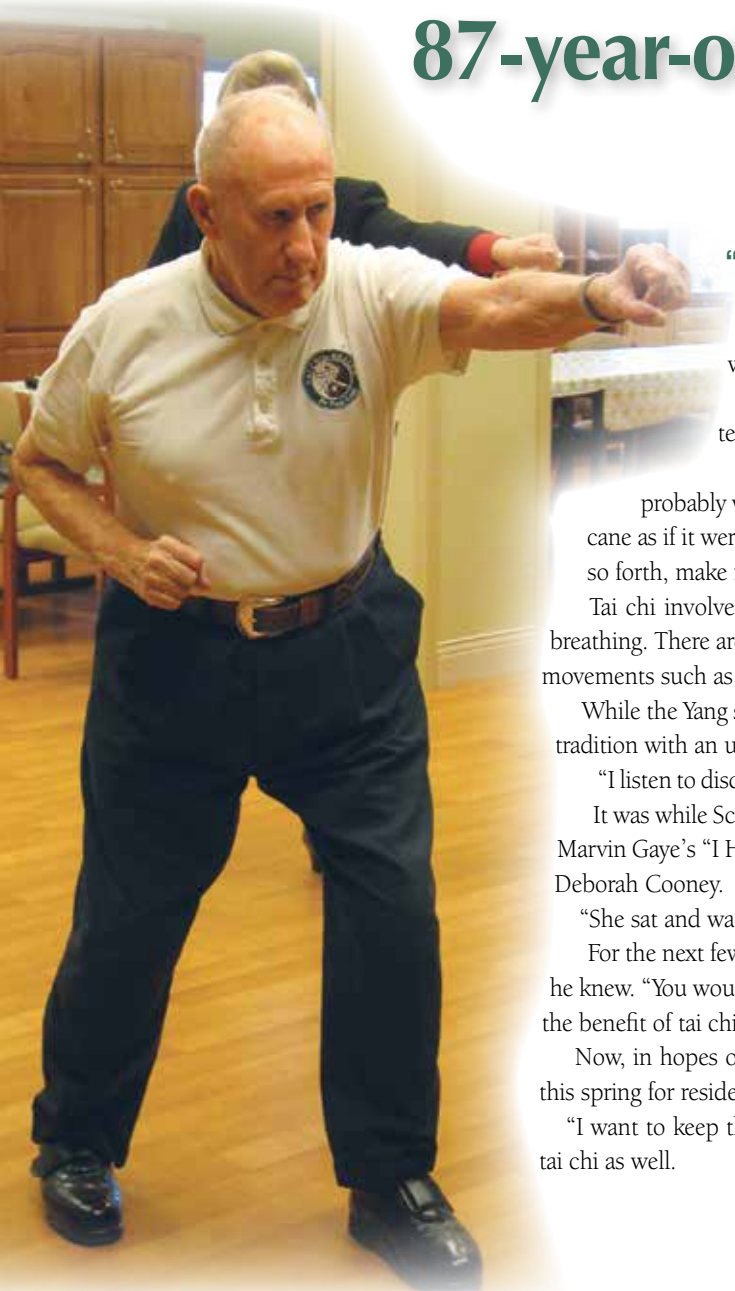 87-year-o
“
w
te
probably v
cane as if it wer
so forth, make
Tai chi involve
breathing. There are
movements such as
While the Yang s
tradition with an u
“I listen to disc
It was while Sc
Marvin Gaye’s “I H
Deborah Cooney.
“She sat and wa
For the next few
he knew. “You wou
the benefit of tai chi
Now, in hopes o
this spring for reside
“I want to keep th
tai chi as well.